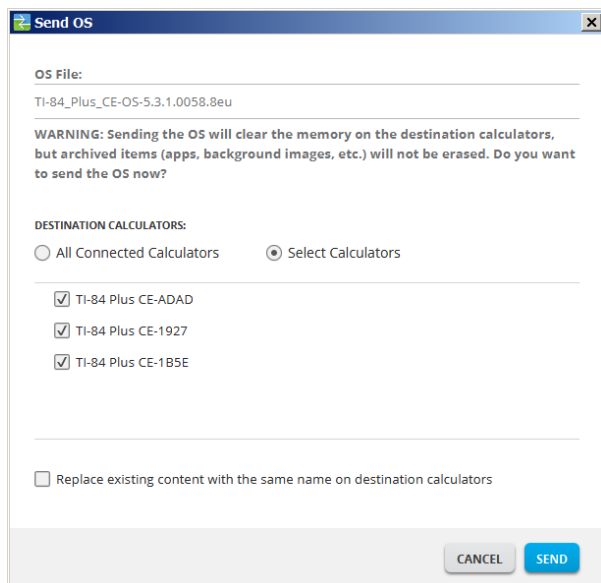 Send OS
OS File:
TI-84_Plus_CE-OS-5.3.1.0058.8eu
WARNING: Sending the OS will clear the memory on the destination calculators,
but archived items (apps, background images, etc.) will not be erased. Do you want
to send the OS now?
DESTINATION CALCULATORS:
All Connected Calculators Select Calculators
TI-84 Plus CE-ADAD
TI-84 Plus CE-1927
TI-84 Plus CE-1B5E
Replace existing content with the same name on destination calculators
CANCEL SEND